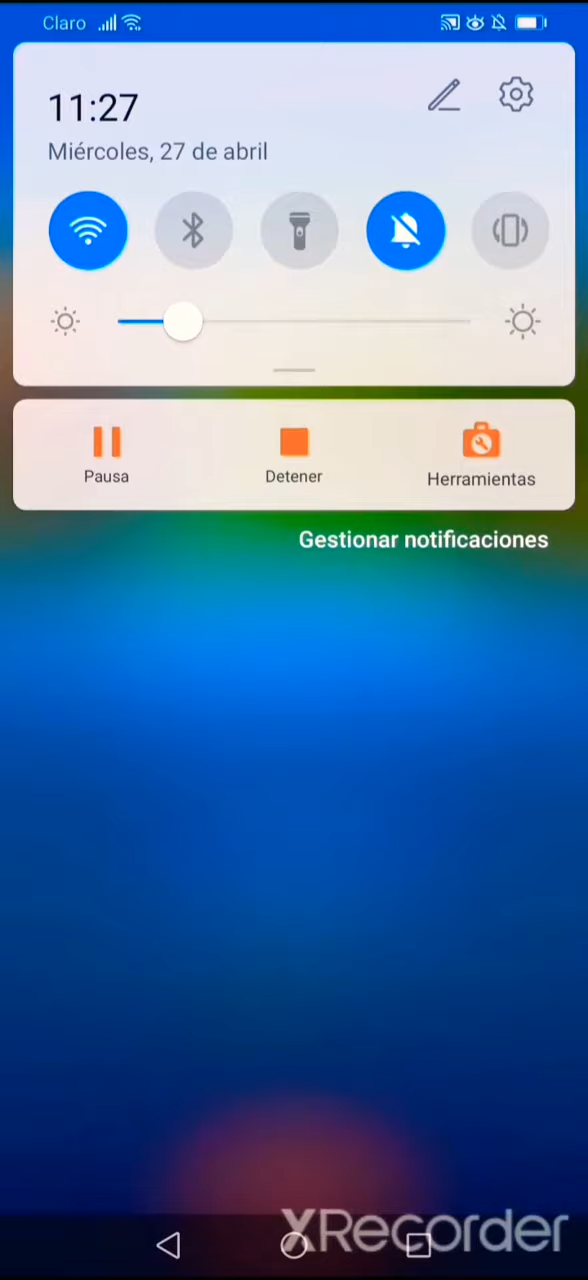 Claro
11:27
Miércoles, 27 de abril
Pausa
Detener
Herramientas
Gestionar notificaciones
XRecorder